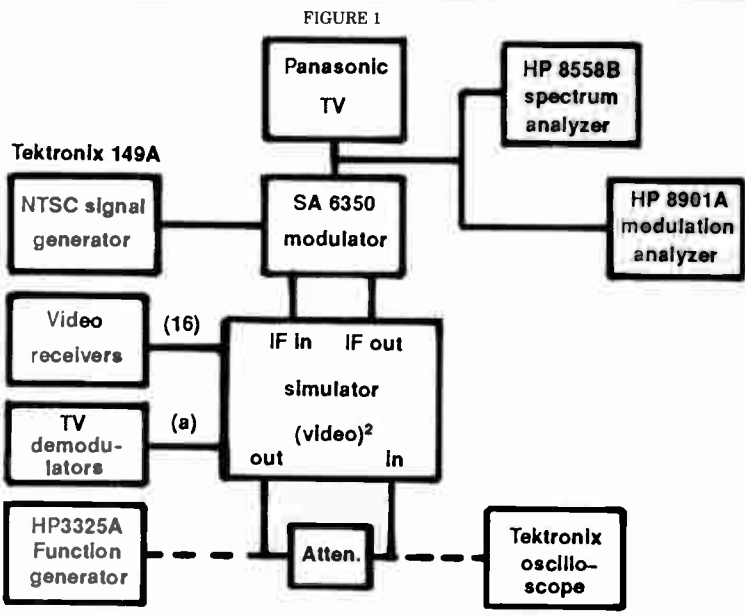 FIGURE 1
Panasonic
TV
HP 8558B
spectrum
analyzer
Tektronix 149A
NTSC signal
generator
SA 6350
modulator
HP 8901A
modulation
analyzer
Video
receivers
(16)
IF in IF out
simulator
(video)²
out in
TV
demodu-
lators
(a)
HP3325A
Function
generator
Atten.
Tektronix
oscillo-
scope